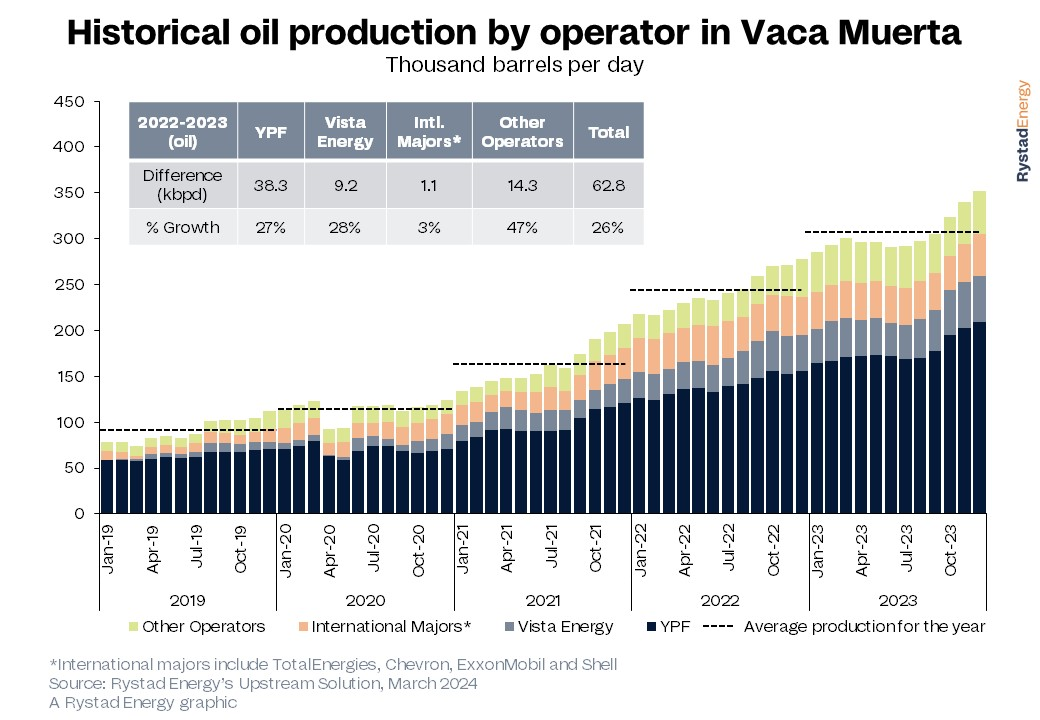 Historical oil production by operator in Vaca Muerta
Thousand barrels per day
RystadEnergy
450
400
350
300
250
200
150
100
50
0
2022-2023 (oil) YPF Vista Energy Intl. Majors* Other Operators Total
Difference (kbpd) 38.3 9.2 1.1 14.3 62.8
% Growth 27% 28% 3% 47% 26%
Jan-19 Apr-19 Jul-19 Oct-19 Jan-20 Apr-20 Jul-20 Oct-20 Jan-21 Apr-21 Jul-21 Oct-21 Jan-22 Apr-22 Jul-22 Oct-22 Jan-23 Apr-23 Jul-23 Oct-23
2019 2020 2021 2022 2023
Other Operators International Majors* Vista Energy YPF Average production for the year
*International majors include TotalEnergies, Chevron, ExxonMobil and Shell
Source: Rystad Energy's Upstream Solution, March 2024
A Rystad Energy graphic